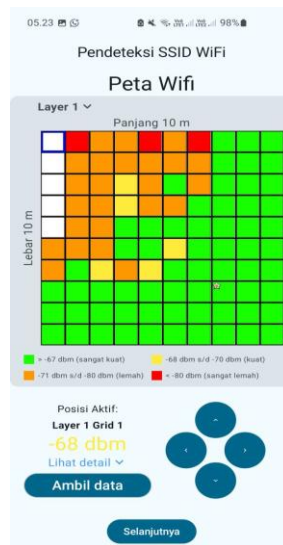 05.23 98%
Pendeteksi SSID WiFi
Peta Wifi
Layer 1
Panjang 10 m
Lebar 10 m
> -67 dbm (sangat kuat) -68 dbm s/d -70 dbm (kuat)
-71 dbm s/d -80 dbm (lemah) < -80 dbm (sangat lemah)
Posisi Aktif:
Layer 1 Grid 1
-68 dbm
Lihat detail
Ambil data
Selanjutnya